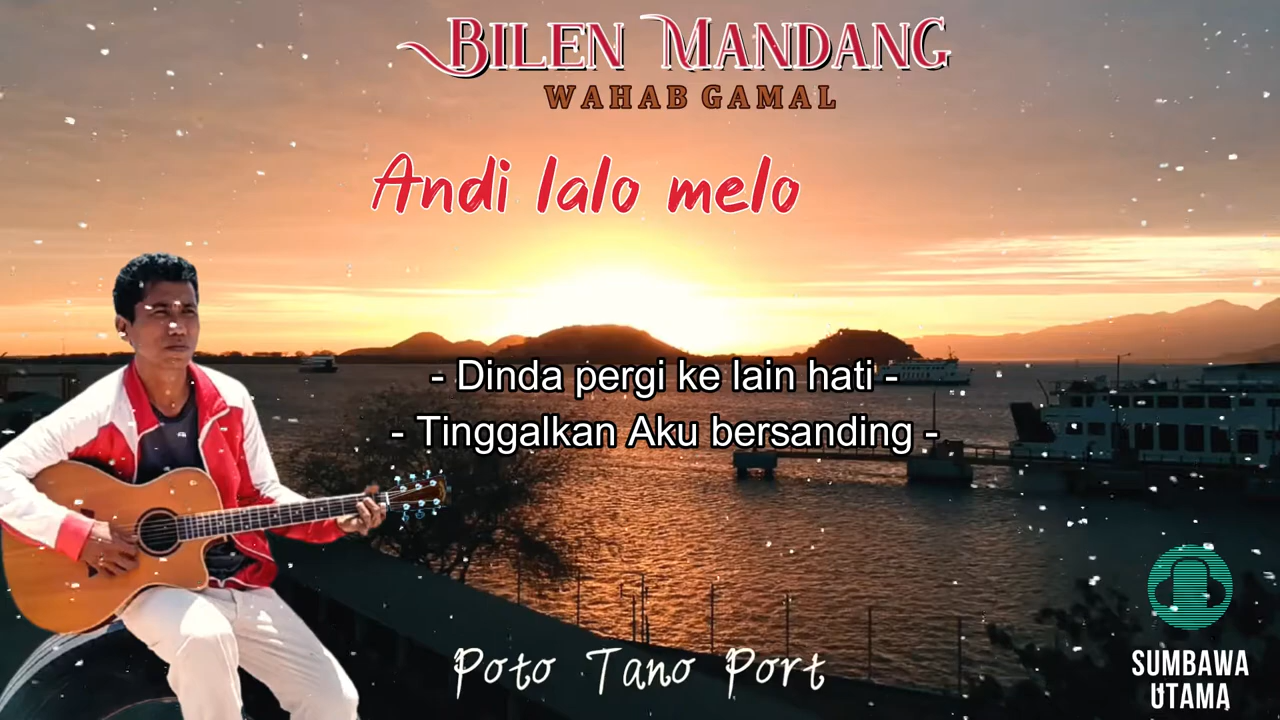 BILEN MANDANG
WAHAB GAMAL
Andi lalo melo
- Dinda pergi ke lain hati -
- Tinggalkan Aku bersanding -
Poto Tano Port
SUMBAWA
UTAMA